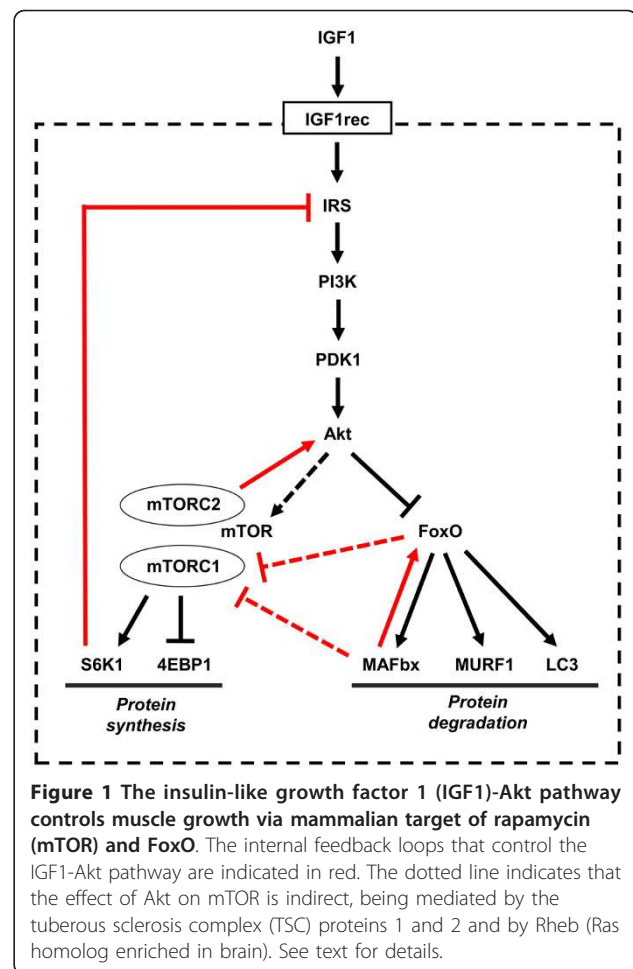 IGF1
IGF1rec
IRS
PI3K
PDK1
Akt
mTORC2
mTOR
FoxO
mTORC1
S6K1 4EBP1 MAFbx MURF1 LC3
Protein
synthesis
Protein
degradation
Figure 1 The insulin-like growth factor 1 (IGF1)-Akt pathway
controls muscle growth via mammalian target of rapamycin
(mTOR) and FoxO. The internal feedback loops that control the
IGF1-Akt pathway are indicated in red. The dotted line indicates that
the effect of Akt on mTOR is indirect, being mediated by the
tuberous sclerosis complex (TSC) proteins 1 and 2 and by Rheb (Ras
homolog enriched in brain). See text for details.